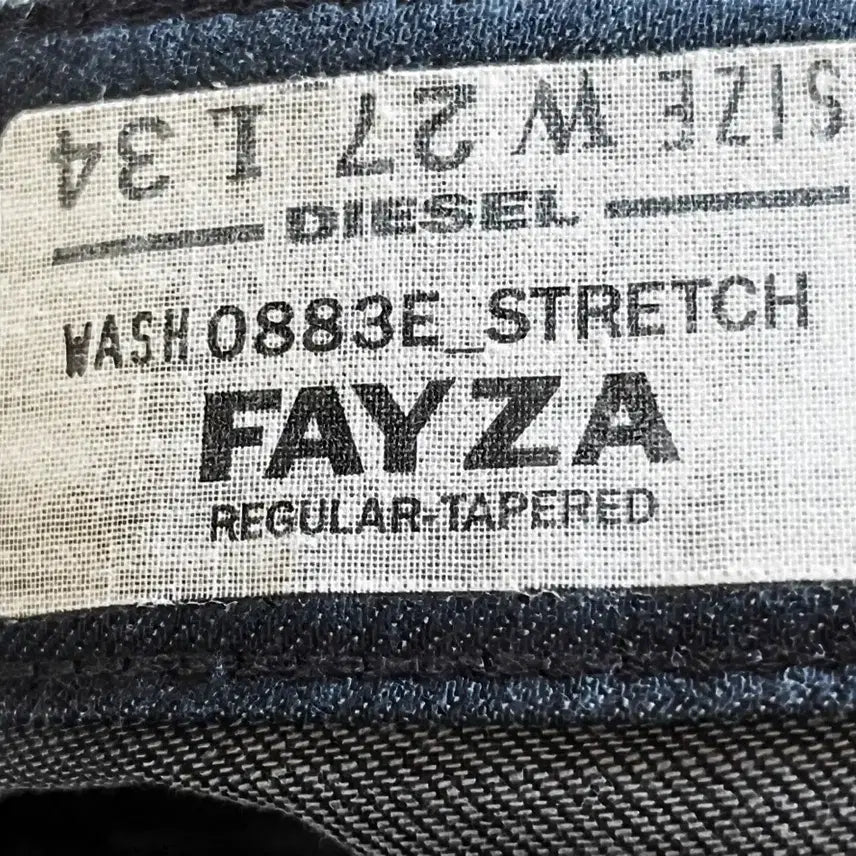 SIZE W 27 L 34
DIESEL
WASH 0883E_STRETCH
FAYZA
REGULAR-TAPERED